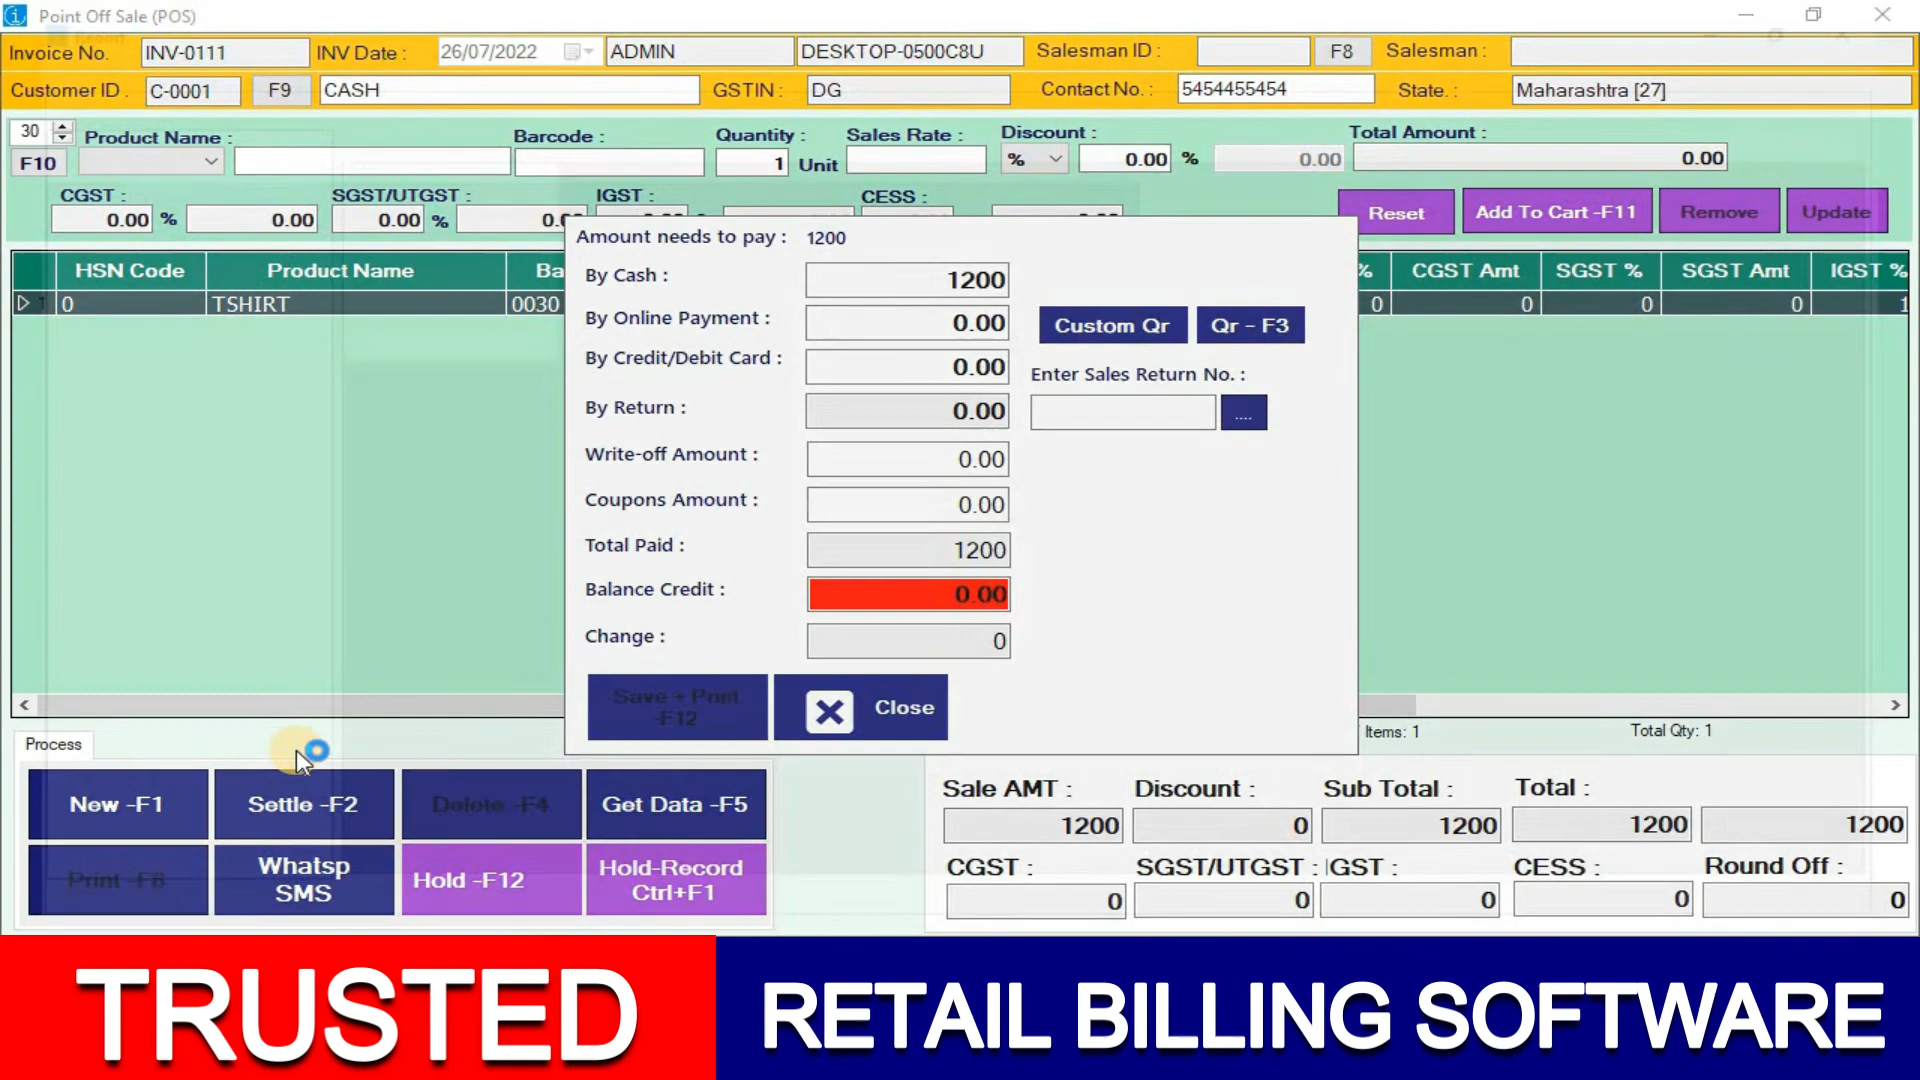 Point Off Sale (POS)
Invoice No. INV-0111 INV Date : 26/07/2022 ADMIN DESKTOP-0500C8U Salesman ID : F8 Salesman :
Customer ID . C-0001 F9 CASH GSTIN : DG Contact No. : 5454455454 State. : Maharashtra [27]
30 Product Name : Barcode : Quantity : Sales Rate : Discount : Total Amount :
F10 1 Unit % 0.00 % 0.00 0.00
CGST : SGST/UTGST : IGST : CESS :
0.00 % 0.00 0.00 %
Reset Add To Cart -F11 Remove Update
HSN Code Product Name Ba % CGST Amt SGST % SGST Amt IGST %
1 0 TSHIRT 0030 0 0 0 0 1
Amount needs to pay : 1200
By Cash : 1200
By Online Payment : 0.00 Custom Qr Qr - F3
By Credit/Debit Card : 0.00 Enter Sales Return No. :
By Return : 0.00 ....
Write-off Amount : 0.00
Coupons Amount : 0.00
Total Paid : 1200
Balance Credit : 0.00
Change : 0
Save + Print -F12 Close
Items: 1 Total Qty: 1
Process
New -F1 Settle -F2 Delete -F4 Get Data -F5
Whatsp SMS Hold -F12 Hold-Record Ctrl+F1
Sale AMT : Discount : Sub Total : Total :
1200 0 1200 1200 1200
CGST : SGST/UTGST : IGST : CESS : Round Off :
0 0 0 0 0
TRUSTED RETAIL BILLING SOFTWARE